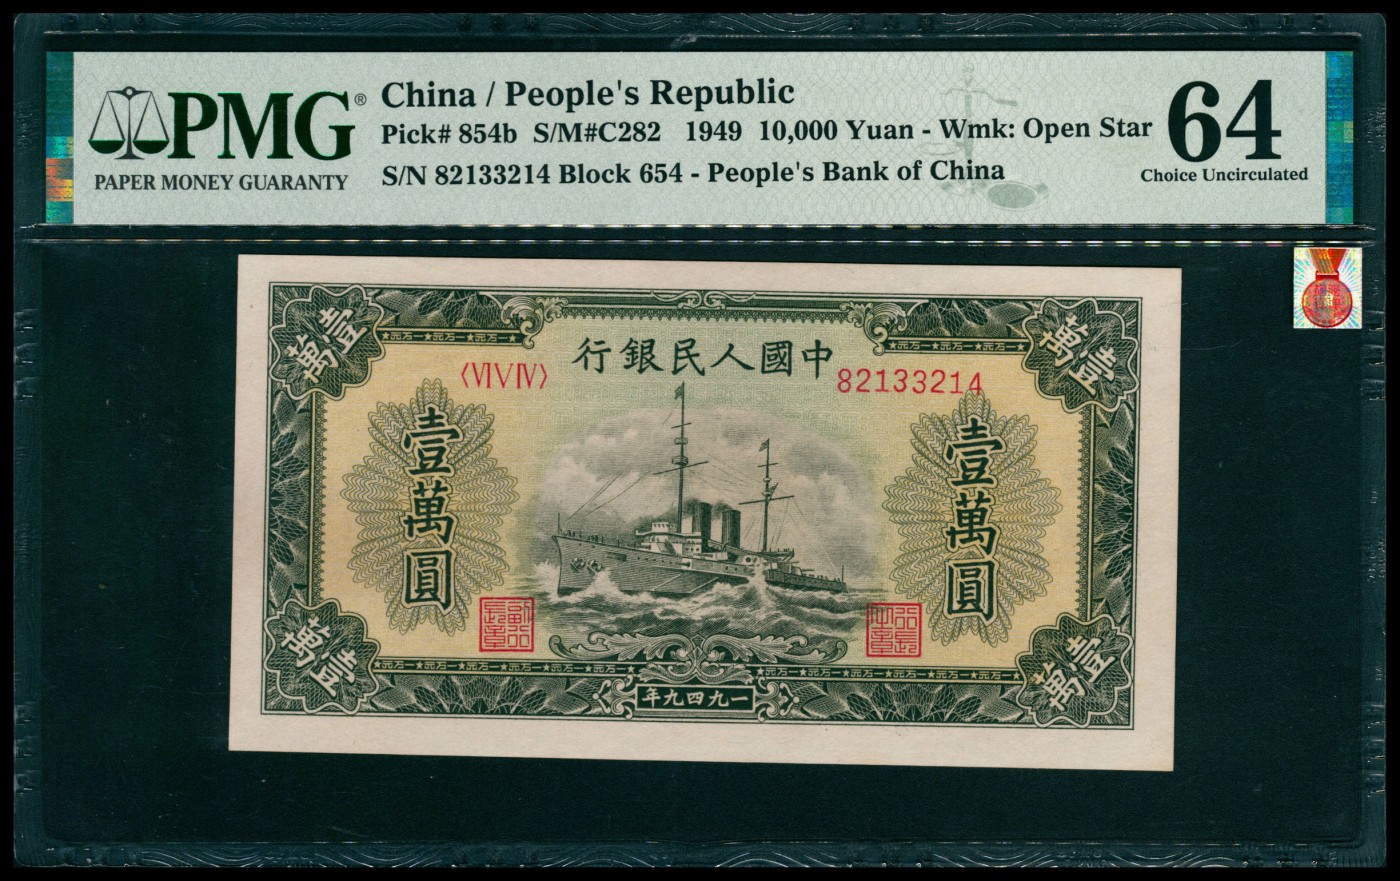 PMG®
PAPER MONEY GUARANTY
China / People's Republic
Pick# 854b S/M#C282 1949 10,000 Yuan - Wmk: Open Star
S/N 82133214 Block 654 - People's Bank of China
64
Choice Uncirculated
壹萬
壹萬
行銀民人國中
〈VIVIV〉
82133214
壹萬圓
壹萬圓
壹萬
壹萬
年九四九一